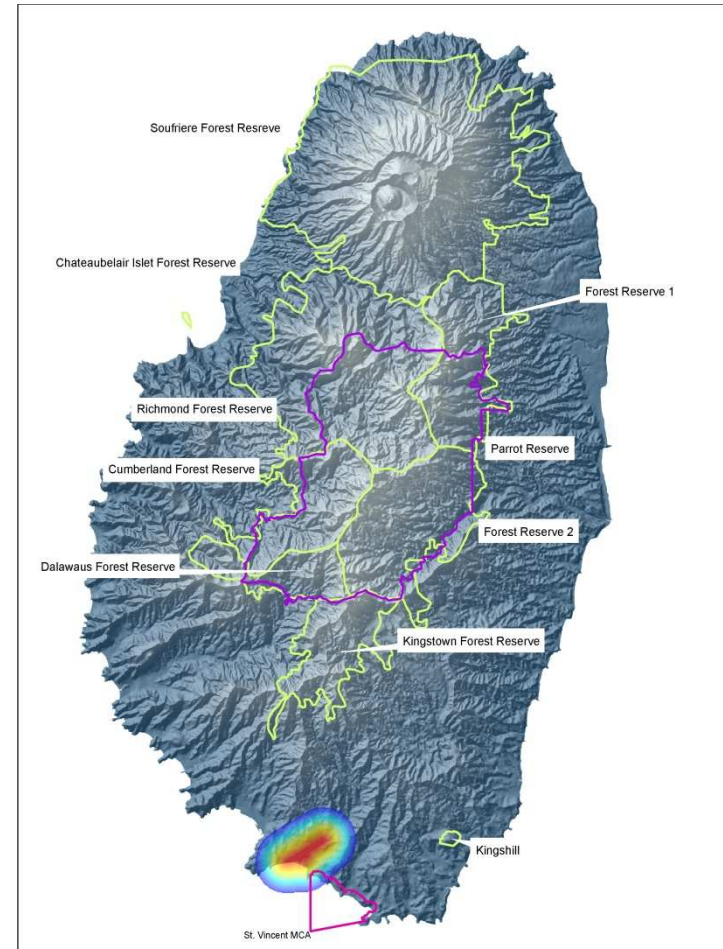 Soufriere Forest Resreve
Chateaubelair Islet Forest Reserve
Forest Reserve 1
Richmond Forest Reserve
Parrot Reserve
Cumberland Forest Reserve
Forest Reserve 2
Dalawaus Forest Reserve
Kingstown Forest Reserve
Kingshill
St. Vincent MCA